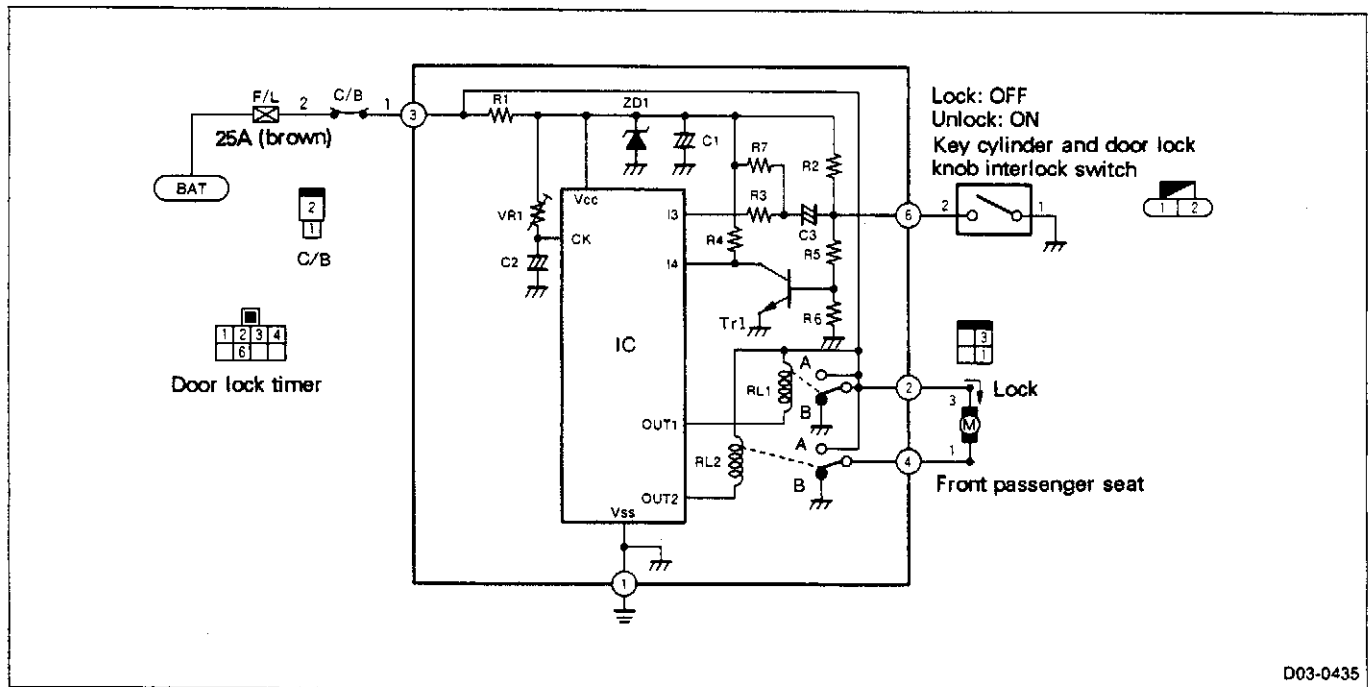 F/L
2
C/B
1
3
25A (brown)
BAT
2
1
C/B
1 2 3 4
6
Door lock timer
R1
ZD1
C1
R7
R2
R3
C3
R4
R5
R6
Tr1
VR1
C2
Vcc
CK
I3
I4
IC
OUT1
OUT2
Vss
1
RL1
RL2
A
B
A
B
6
2
4
Lock: OFF
Unlock: ON
Key cylinder and door lock
knob interlock switch
2
1
1 2
3
1
Lock
3
M
1
Front passenger seat
D03-0435